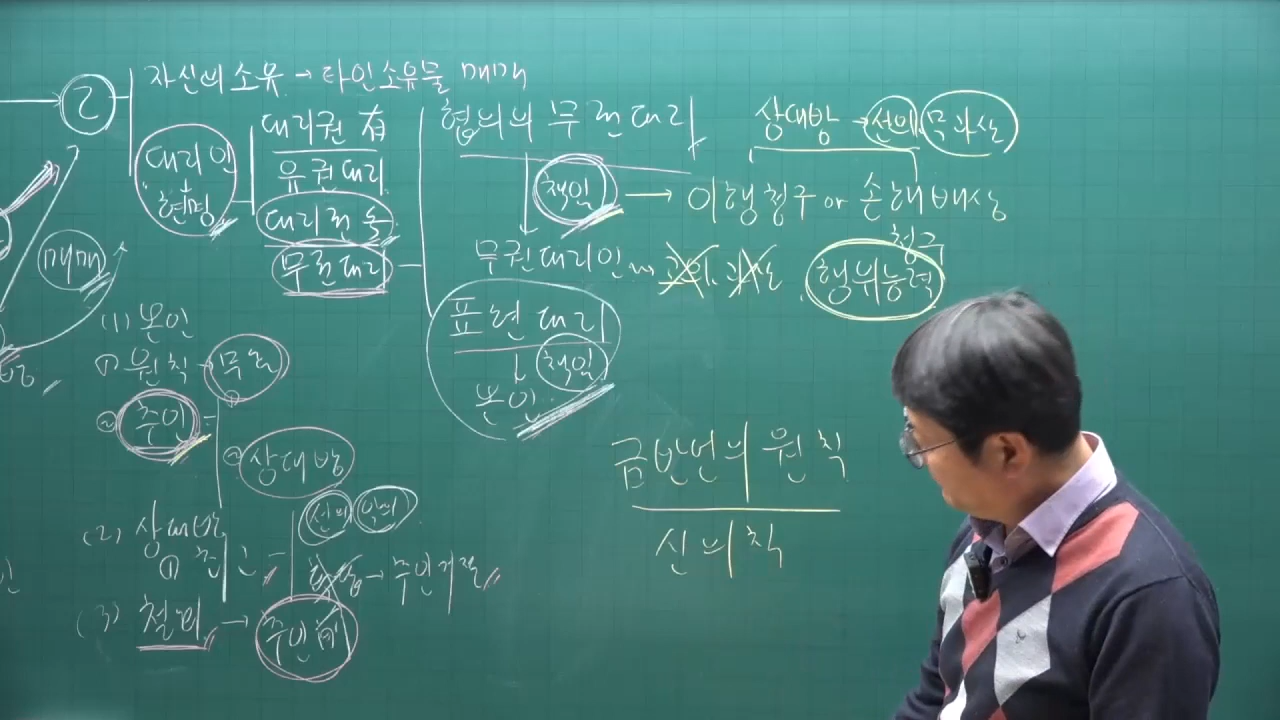 ② 자신의 소유 → 타인소유물 매매
대리인
현명
대리권 有
유권대리
대리권 속
무권대리
협의의 무권대리
책임 → 이행청구 or 손해배상
청구
상대방 → 선의 무과실
무권대리인
행위능력
표현대리
↓ 책임
본인
매매
(1) 본인
① 원칙 - 무효
② 추인
상대방
선의 악의
(2) 상대방
→ 추인거절
(3) 철회 → 추인 前
금반언의 원칙
신의칙